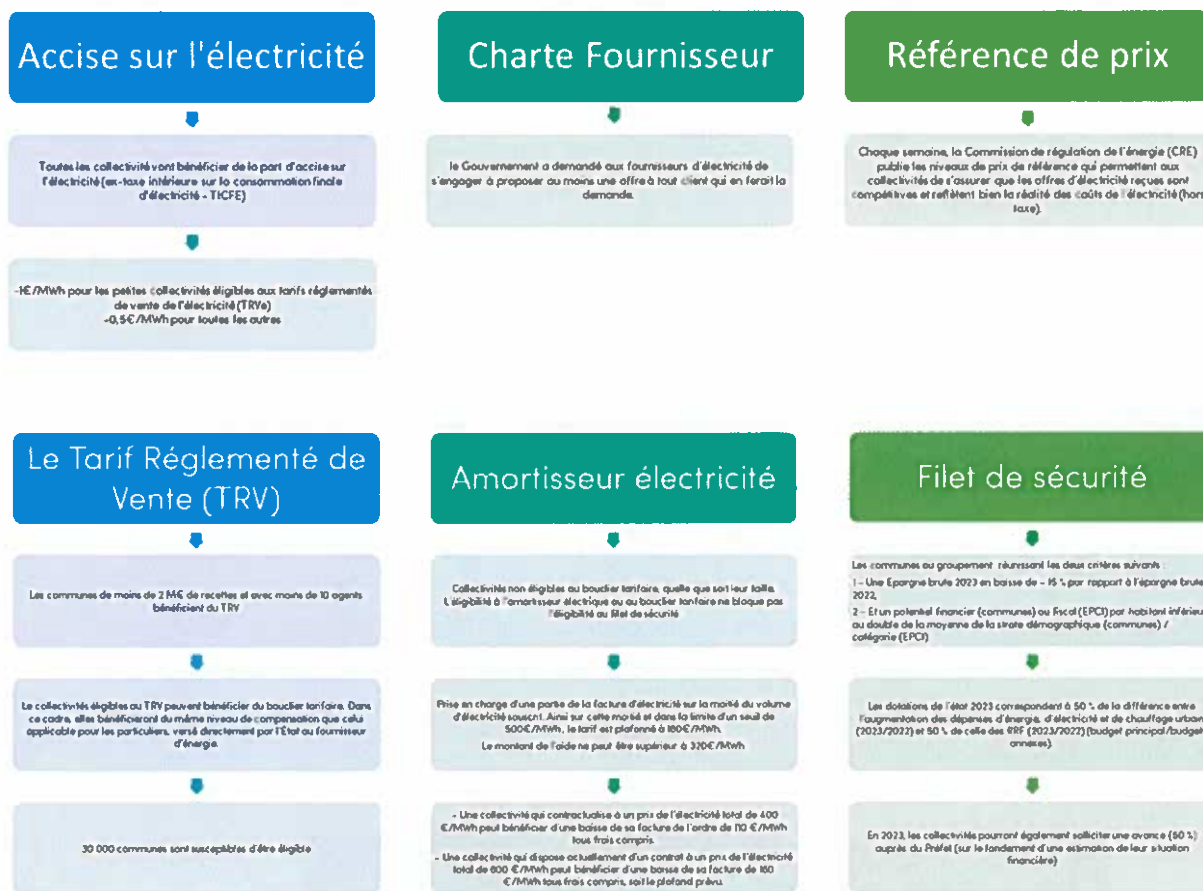 Accise sur l'électricité
Toutes les collectivité vont bénéficier de la part d'accise sur
l'électricité (ex-taxe intérieure sur la consommation finale
d'électricité - TICFE)
-1€/MWh pour les petites collectivités éligibles aux tarifs réglementés
de vente de l'électricité (TRVe)
-0,5€/MWh pour toutes les autres
Charte Fournisseur
le Gouvernement a demandé aux fournisseurs d'électricité de
s'engager à proposer au moins une offre à tout client qui en ferait la
demande.
Référence de prix
Chaque semaine, la Commission de régulation de l'énergie (CRE)
publie les niveaux de prix de référence qui permettent aux
collectivités de s'assurer que les offres d'électricité reçues sont
compétitives et reflètent bien la réalité des coûts de l'électricité (hors
taxe).
Le Tarif Réglementé de
Vente (TRV)
Les communes de moins de 2 M€ de recettes et avec moins de 10 agents
bénéficient du TRV
Le collectivités éligibles au TRV peuvent bénéficier du bouclier tarifaire. Dans
ce cadre, elles bénéficieront du même niveau de compensation que celui
applicable pour les particuliers, versé directement par l'État au fournisseur
d'énergie.
30 000 communes sont susceptibles d'être éligible
Amortisseur électricité
Collectivités non éligibles au bouclier tarifaire, quelle que soit leur taille.
L'éligibilité à l'amortisseur électrique ou au bouclier tarifaire ne bloque pas
l'éligibilité au filet de sécurité
Prise en charge d'une partie de la facture d'électricité sur la moitié du volume
d'électricité souscrit. Ainsi sur cette moitié et dans la limite d'un seuil de
500€/MWh, le tarif est plafonné à 180€/MWh.
Le montant de l'aide ne peut être supérieur à 320€/MWh
- Une collectivité qui contractualise à un prix de l'électricité total de 400
€/MWh peut bénéficier d'une baisse de sa facture de l'ordre de 110 €/MWh
tous frais compris.
- Une collectivité qui dispose actuellement d'un contrat à un prix de l'électricité
total de 600 €/MWh peut bénéficier d'une baisse de sa facture de 160
€/MWh tous frais compris, soit le plafond prévu.
Filet de sécurité
Les communes ou groupement réunissant les deux critères suivants :
1 - Une Epargne brute 2023 en baisse de - 15 % par rapport à l'épargne brute
2022,
2 - Et un potentiel financier (communes) ou Fiscal (EPCI) par habitant inférieur
au double de la moyenne de la strate démographique (communes) /
catégorie (EPCI)
Les dotations de l'état 2023 correspondent à 50 % de la différence entre
l'augmentation des dépenses d'énergie, d'électricité et de chauffage urbain
(2023/2022) et 50 % de celle des RRF (2023/2022) (budget principal/budgets
annexes)
En 2023, les collectivités pourront également solliciter une avance (50 %)
auprès du Préfet (sur le fondement d'une estimation de leur situation
financière)